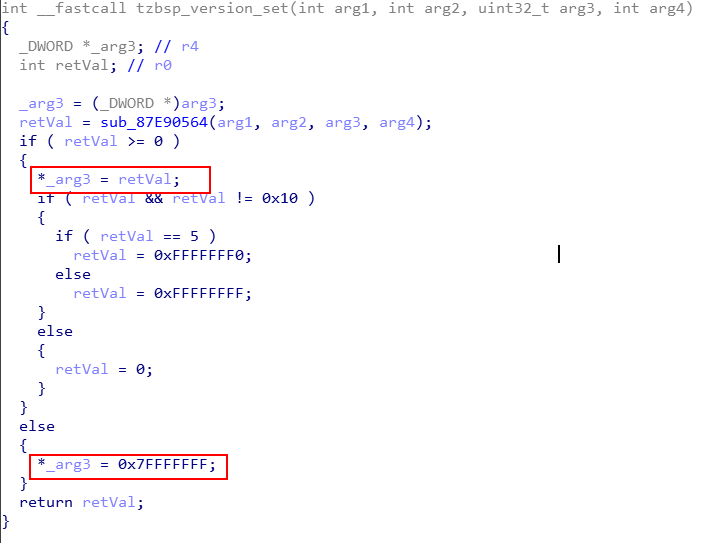 int __fastcall tzbsp_version_set(int arg1, int arg2, uint32_t arg3, int arg4)
{
  _DWORD *_arg3; // r4
  int retVal; // r0

  _arg3 = (_DWORD *)arg3;
  retVal = sub_87E90564(arg1, arg2, arg3, arg4);
  if ( retVal >= 0 )
  {
    *_arg3 = retVal;
    if ( retVal && retVal != 0x10 )
    {
      if ( retVal == 5 )
        retVal = 0xFFFFFFF0;
      else
        retVal = 0xFFFFFFFF;
    }
    else
    {
      retVal = 0;
    }
  }
  else
  {
    *_arg3 = 0x7FFFFFFF;
  }
  return retVal;
}